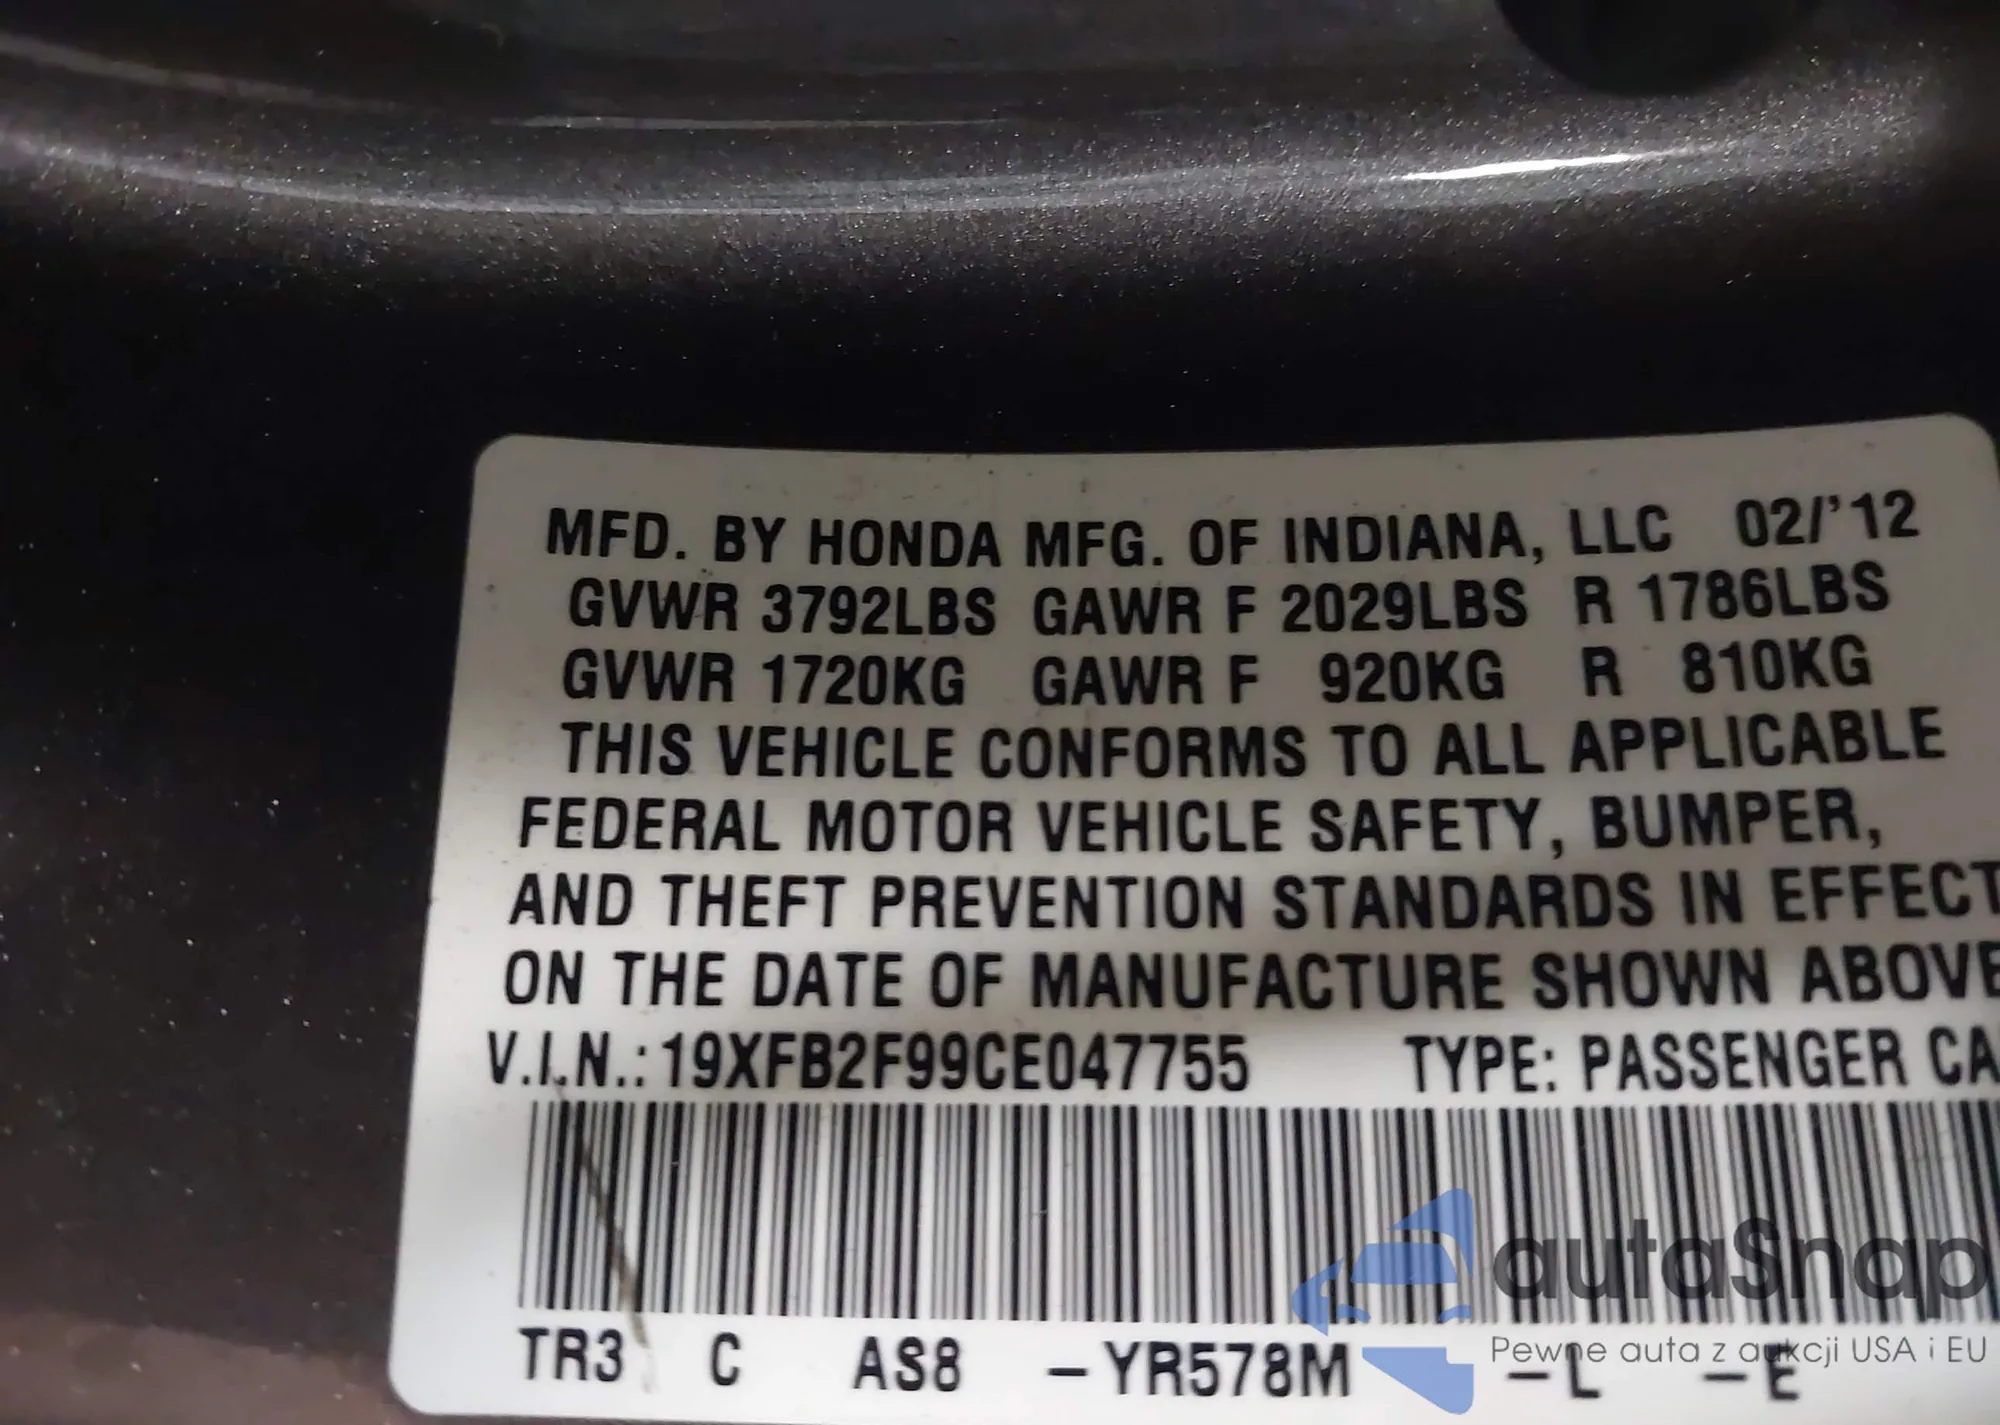 MFD. BY HONDA MFG. OF INDIANA, LLC 02/'12
GVWR 3792LBS GAWR F 2029LBS R 1786LBS
GVWR 1720KG GAWR F 920KG R 810KG
THIS VEHICLE CONFORMS TO ALL APPLICABLE
FEDERAL MOTOR VEHICLE SAFETY, BUMPER,
AND THEFT PREVENTION STANDARDS IN EFFECT
ON THE DATE OF MANUFACTURE SHOWN ABOVE
V.I.N.: 19XFB2F99CE047755 TYPE: PASSENGER CA
TR3 C AS8 -YR578M -L -E
autaSnap
Pewne auta z aukcji USA i EU